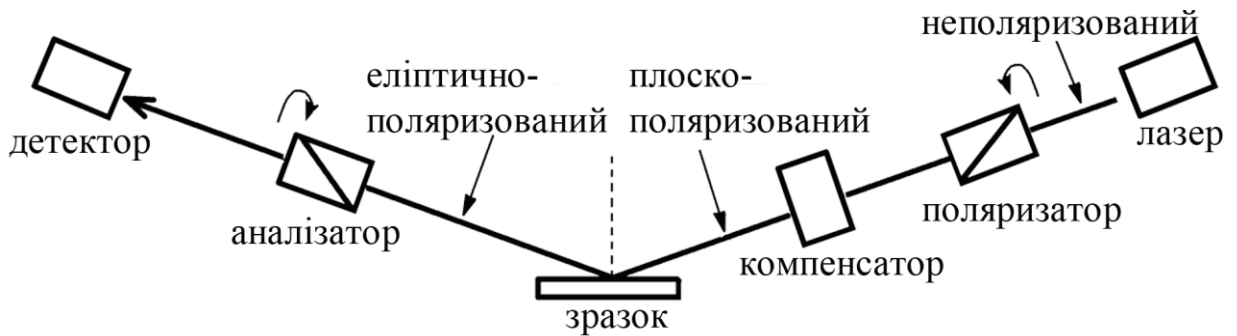 неполяризований
еліптично-
поляризований
плоско-
поляризований
детектор
лазер
аналізатор
поляризатор
компенсатор
зразок